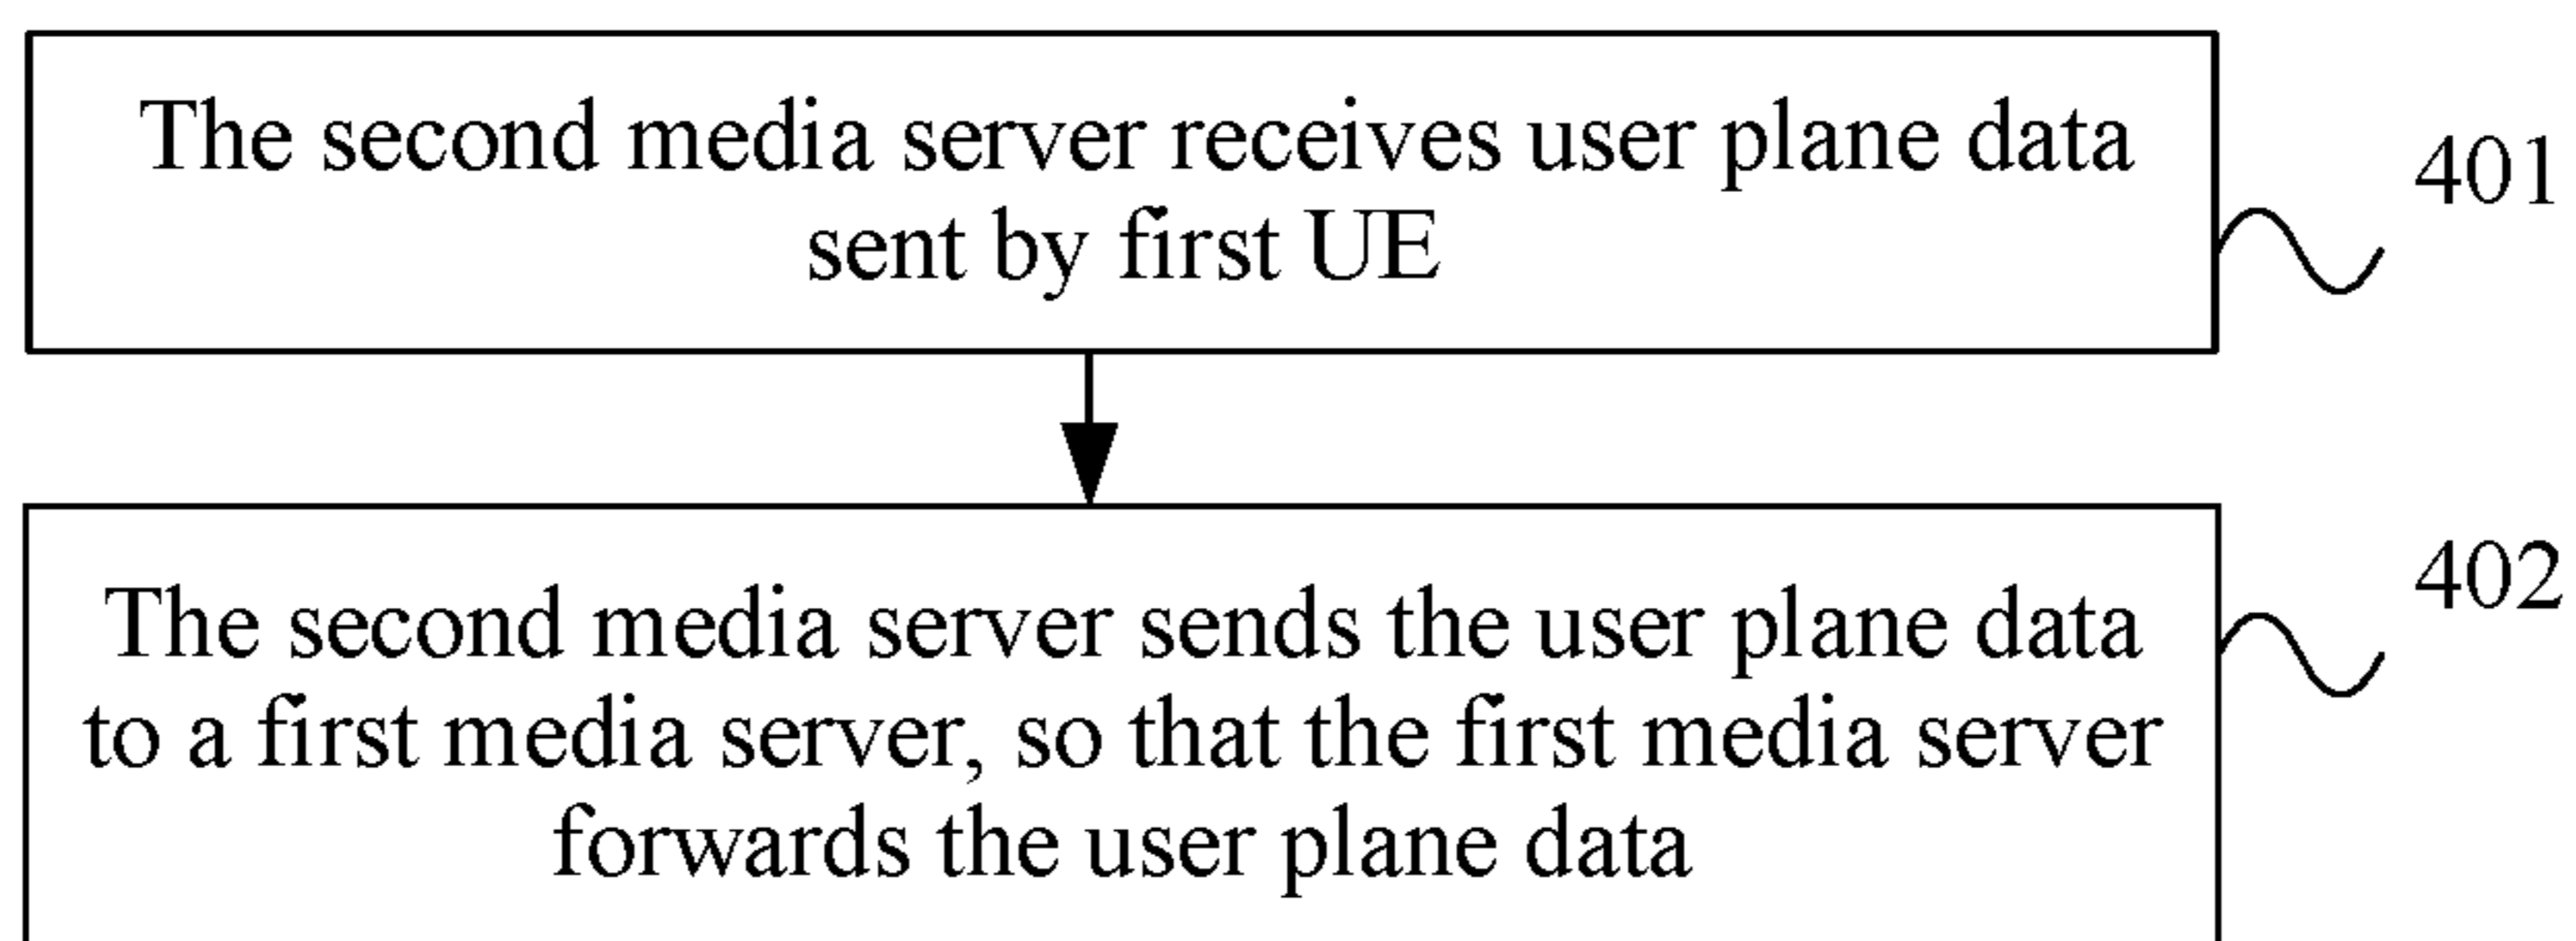 The second media server receives user plane data
sent by first UE
401
The second media server sends the user plane data
to a first media server, so that the first media server
forwards the user plane data
402